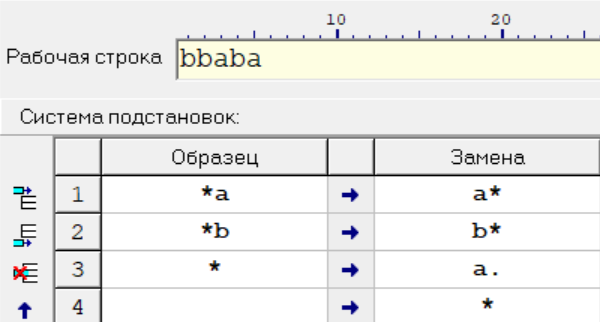 10 20
Рабочая строка bbaba
Система подстановок:
Образец Замена
1 *a → a*
2 *b → b*
3 * → a.
4 → *